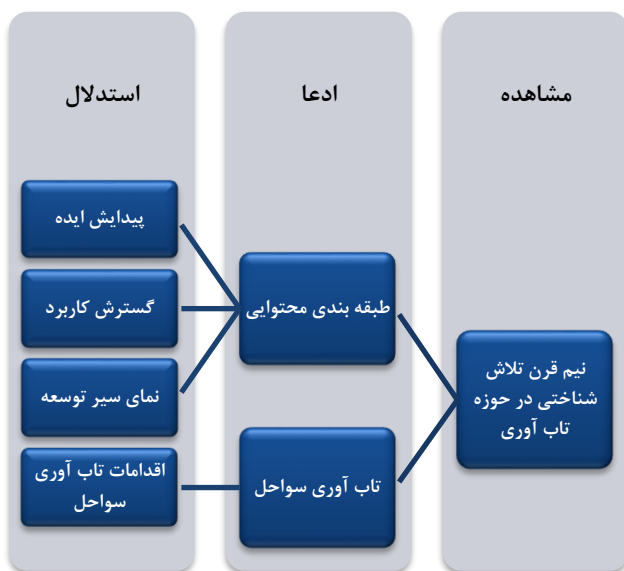 مشاهده
ادعا
استدلال
نیم قرن تلاش
شناختی در حوزه
تاب آوری
طبقه بندی محتوایی
تاب آوری سواحل
پیدایش ایده
گسترش کاربرد
نمای سیر توسعه
اقدامات تاب آوری
سواحل